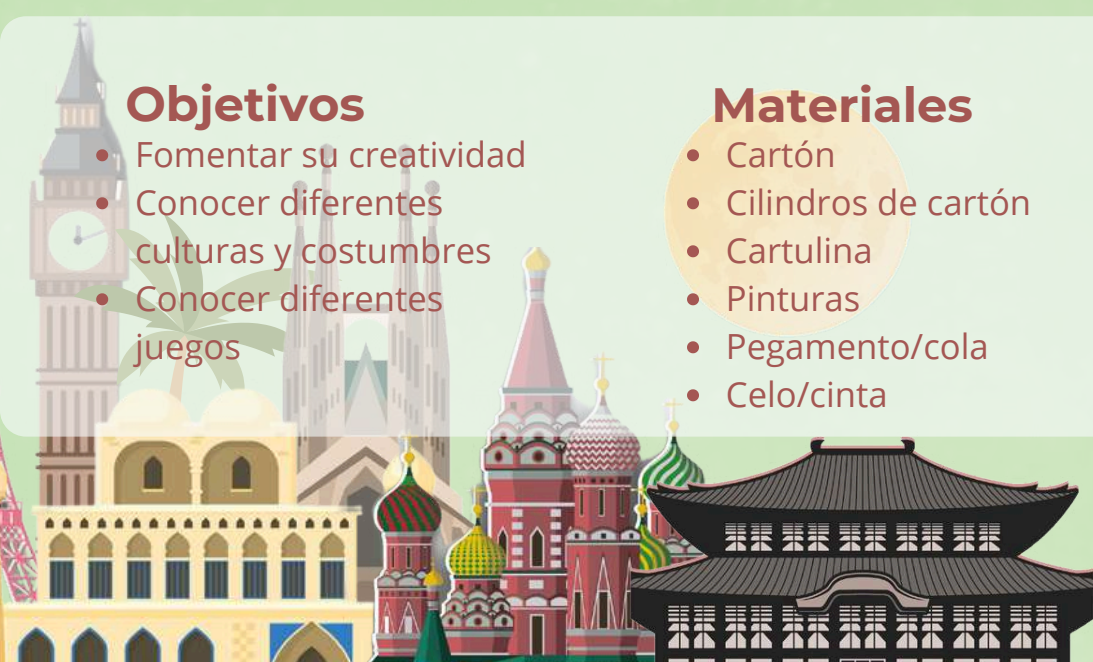 Objetivos
Fomentar su creatividad
Conocer diferentes
culturas y costumbres
Conocer diferentes
juegos
Materiales
Cartón
Cilindros de cartón
Cartulina
Pinturas
Pegamento/cola
Celo/cinta